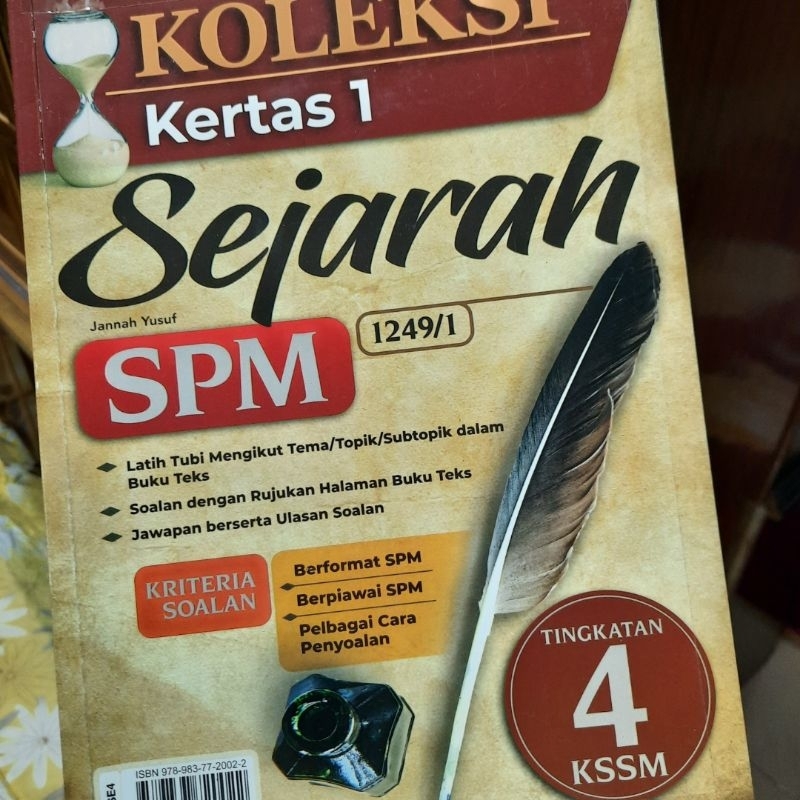 KOLEKSI
Kertas 1
Sejarah
Jannah Yusuf
SPM
1249/1
Latih Tubi Mengikut Tema/Topik/Subtopik dalam
Buku Teks
Soalan dengan Rujukan Halaman Buku Teks
Jawapan berserta Ulasan Soalan
KRITERIA
SOALAN
Berformat SPM
Berpiawai SPM
Pelbagai Cara
Penyoalan
TINGKATAN
4
KSSM
ISBN 978-983-77-2002-2